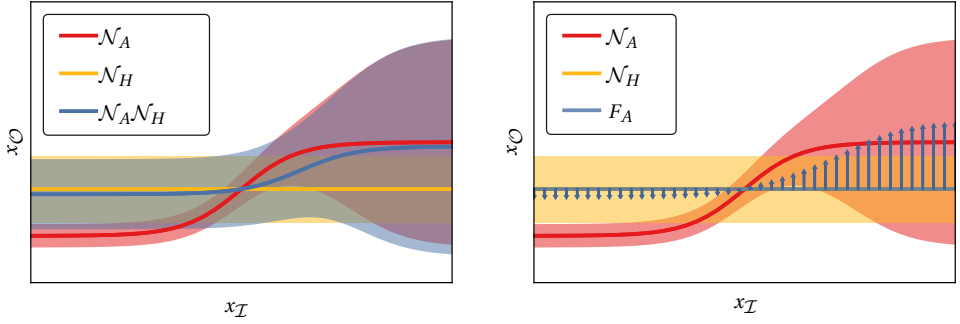 𝒩_A
𝒩_H
𝒩_A𝒩_H
x_𝒪
x_ℐ
𝒩_A
𝒩_H
F_A
x_𝒪
x_ℐ